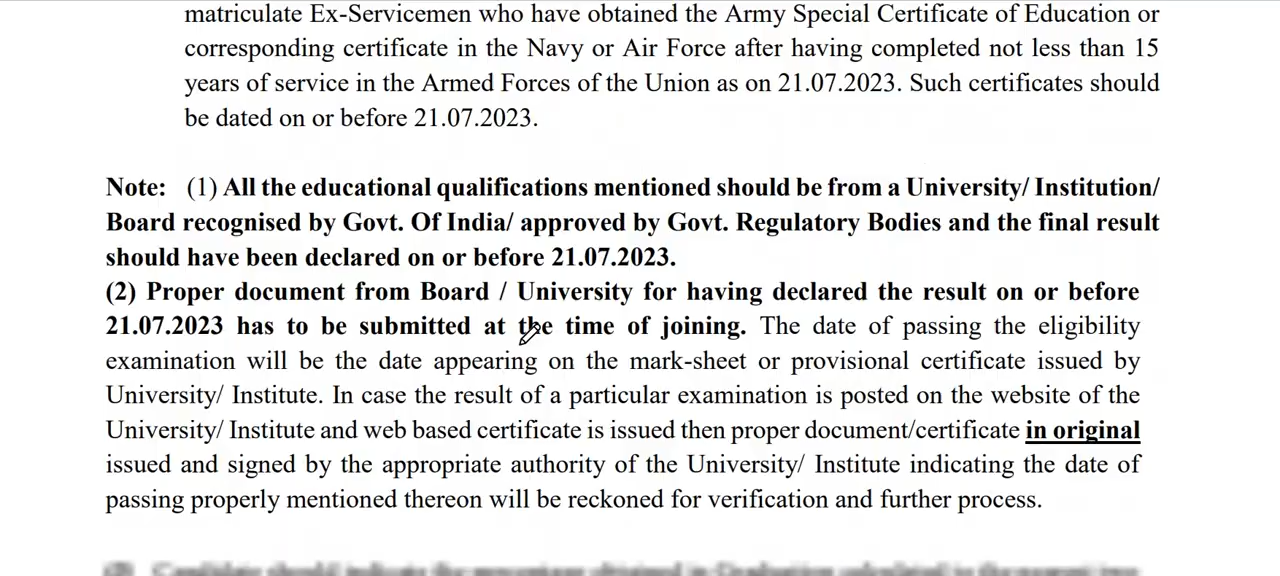 matriculate Ex-Servicemen who have obtained the Army Special Certificate of Education or
corresponding certificate in the Navy or Air Force after having completed not less than 15
years of service in the Armed Forces of the Union as on 21.07.2023. Such certificates should
be dated on or before 21.07.2023.
Note: (1) All the educational qualifications mentioned should be from a University/ Institution/
Board recognised by Govt. Of India/ approved by Govt. Regulatory Bodies and the final result
should have been declared on or before 21.07.2023.
(2) Proper document from Board / University for having declared the result on or before
21.07.2023 has to be submitted at the time of joining. The date of passing the eligibility
examination will be the date appearing on the mark-sheet or provisional certificate issued by
University/ Institute. In case the result of a particular examination is posted on the website of the
University/ Institute and web based certificate is issued then proper document/certificate in original
issued and signed by the appropriate authority of the University/ Institute indicating the date of
passing properly mentioned thereon will be reckoned for verification and further process.